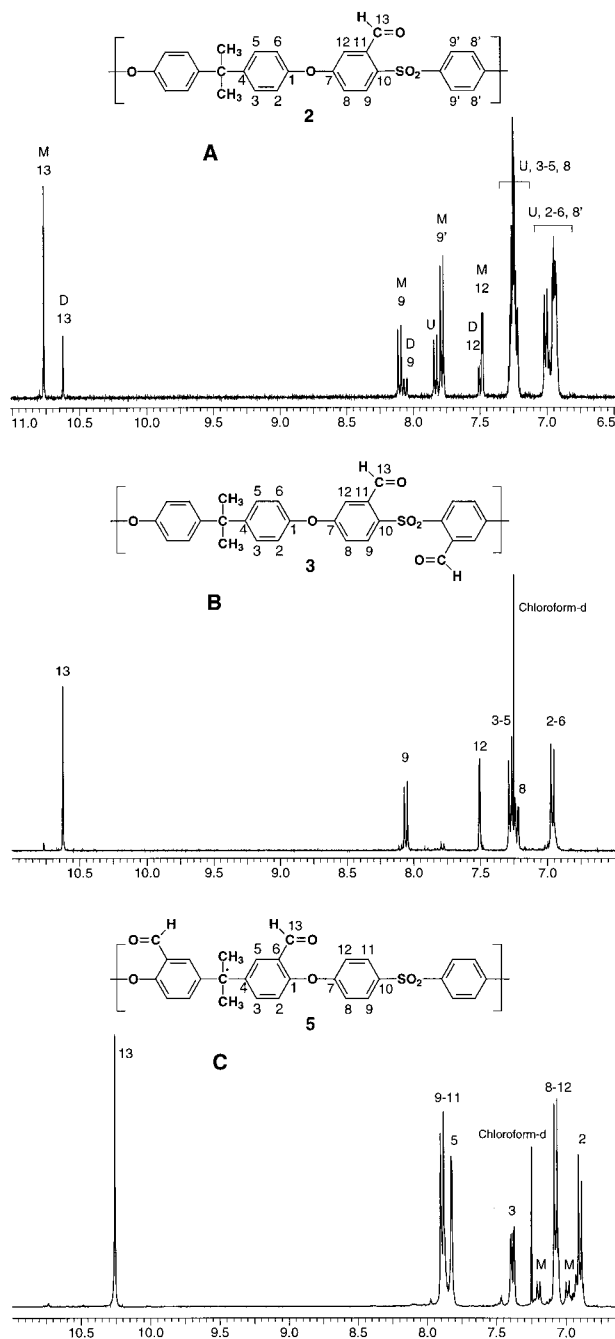 H 13
C=O
12 11
5 6
CH3
O C 4 1 O 7 10 SO2
9' 8'
CH3
3 2
8 9
9' 8'
2
A
M
13
D
13
M
9
D
9
U
M
9'
D
12
M
12
U, 3-5, 8
U, 2-6, 8'
11.0 10.5 10.0 9.5 9.0 8.5 8.0 7.5 7.0 6.5
H 13
C=O
12 11
5 6
O 4 1 O 7 10 SO2
3 2
8 9
O=C H
3
B
13
9
12
3-5
Chloroform-d
8
2-6
10.5 10.0 9.5 9.0 8.5 8.0 7.5 7.0
H
O=C
H 13
C=O
5 6
12 11
CH3
O C 4 1 O 7 10 SO2
CH3
3 2
8 9
5
C
13
9-11
5
3
Chloroform-d
M
8-12
M
2
10.5 10.0 9.5 9.0 8.5 8.0 7.5 7.0